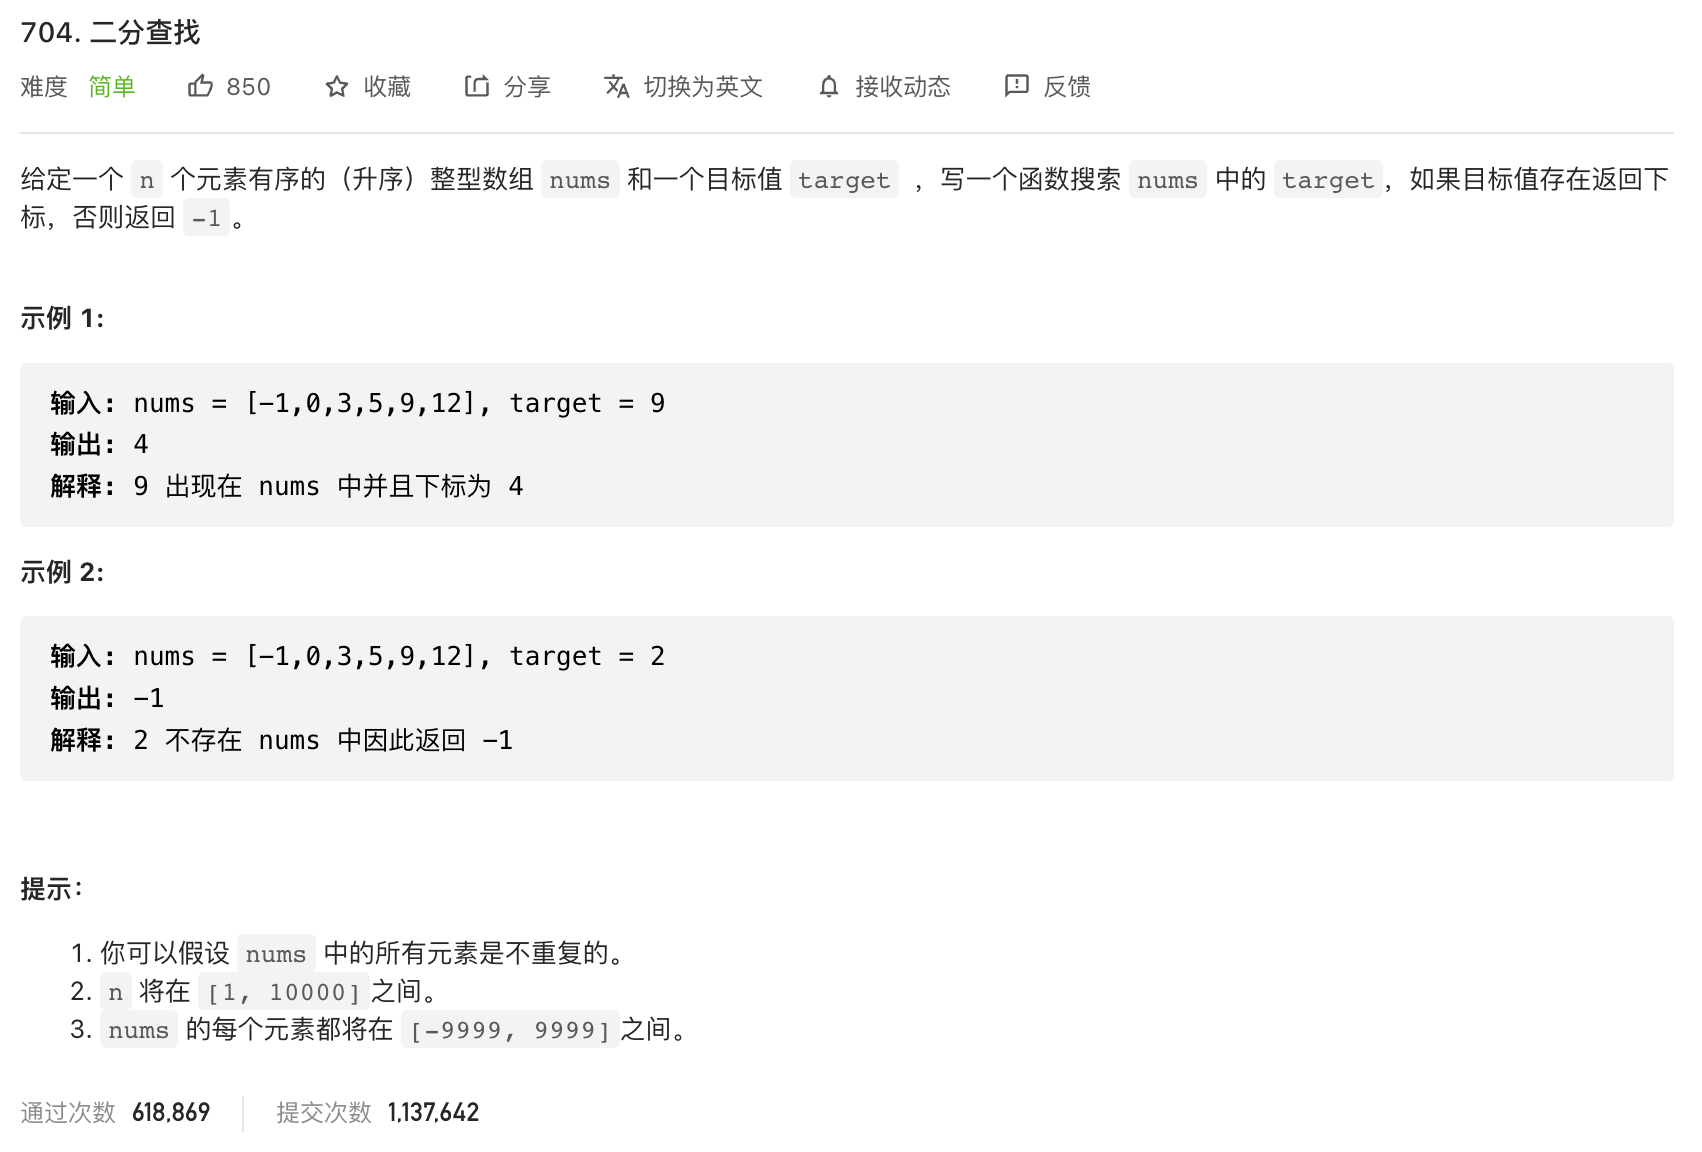 704. 二分查找
难度 简单 850 收藏 分享 切换为英文 接收动态 反馈
给定一个 n 个元素有序的（升序）整型数组 nums 和一个目标值 target ，写一个函数搜索 nums 中的 target，如果目标值存在返回下
标，否则返回 -1。
示例 1:
输入: nums = [-1,0,3,5,9,12], target = 9
输出: 4
解释: 9 出现在 nums 中并且下标为 4
示例 2:
输入: nums = [-1,0,3,5,9,12], target = 2
输出: -1
解释: 2 不存在 nums 中因此返回 -1
提示：
1. 你可以假设 nums 中的所有元素是不重复的。
2. n 将在 [1, 10000]之间。
3. nums 的每个元素都将在 [-9999, 9999]之间。
通过次数 618,869 提交次数 1,137,642